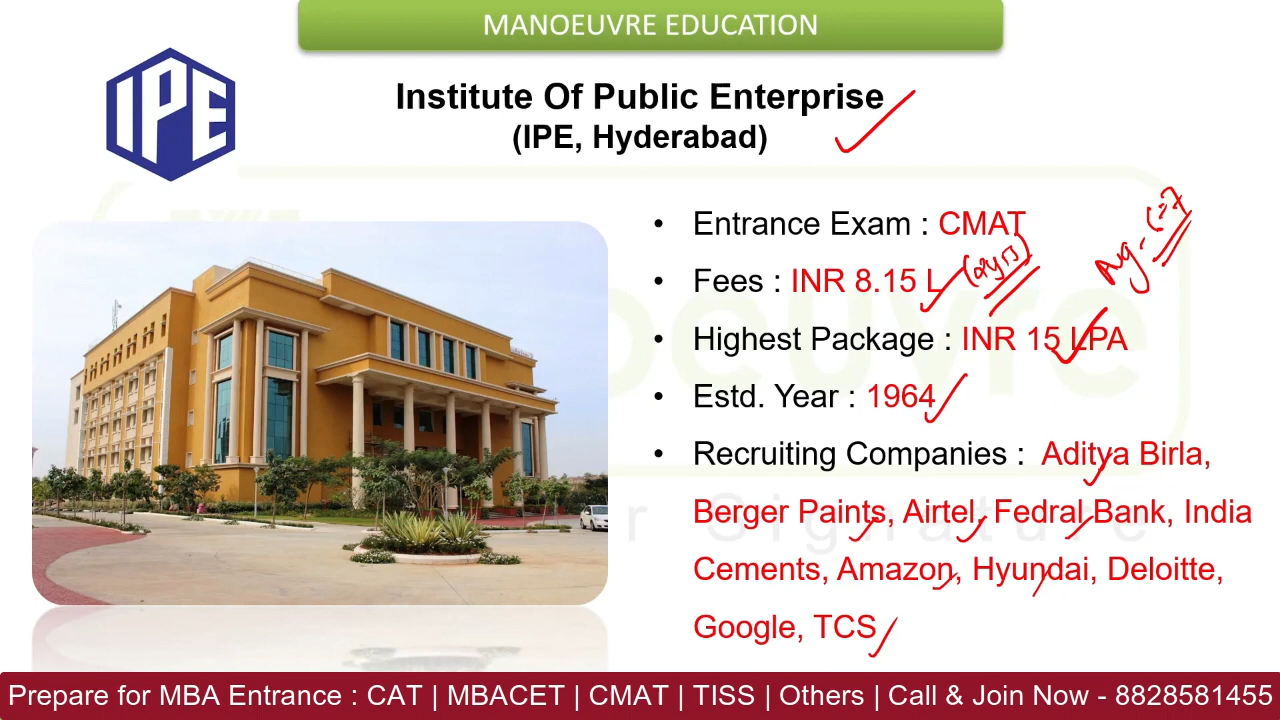 MANOEUVRE EDUCATION
IPE
Institute Of Public Enterprise
(IPE, Hyderabad)
• Entrance Exam : CMAT
• Fees : INR 8.15 L (2yrs)
• Highest Package : INR 15 LPA
• Estd. Year : 1964
• Recruiting Companies : Aditya Birla,
Berger Paints, Airtel, Fedral Bank, India
Cements, Amazon, Hyundai, Deloitte,
Google, TCS
Prepare for MBA Entrance : CAT | MBACET | CMAT | TISS | Others | Call & Join Now - 8828581455